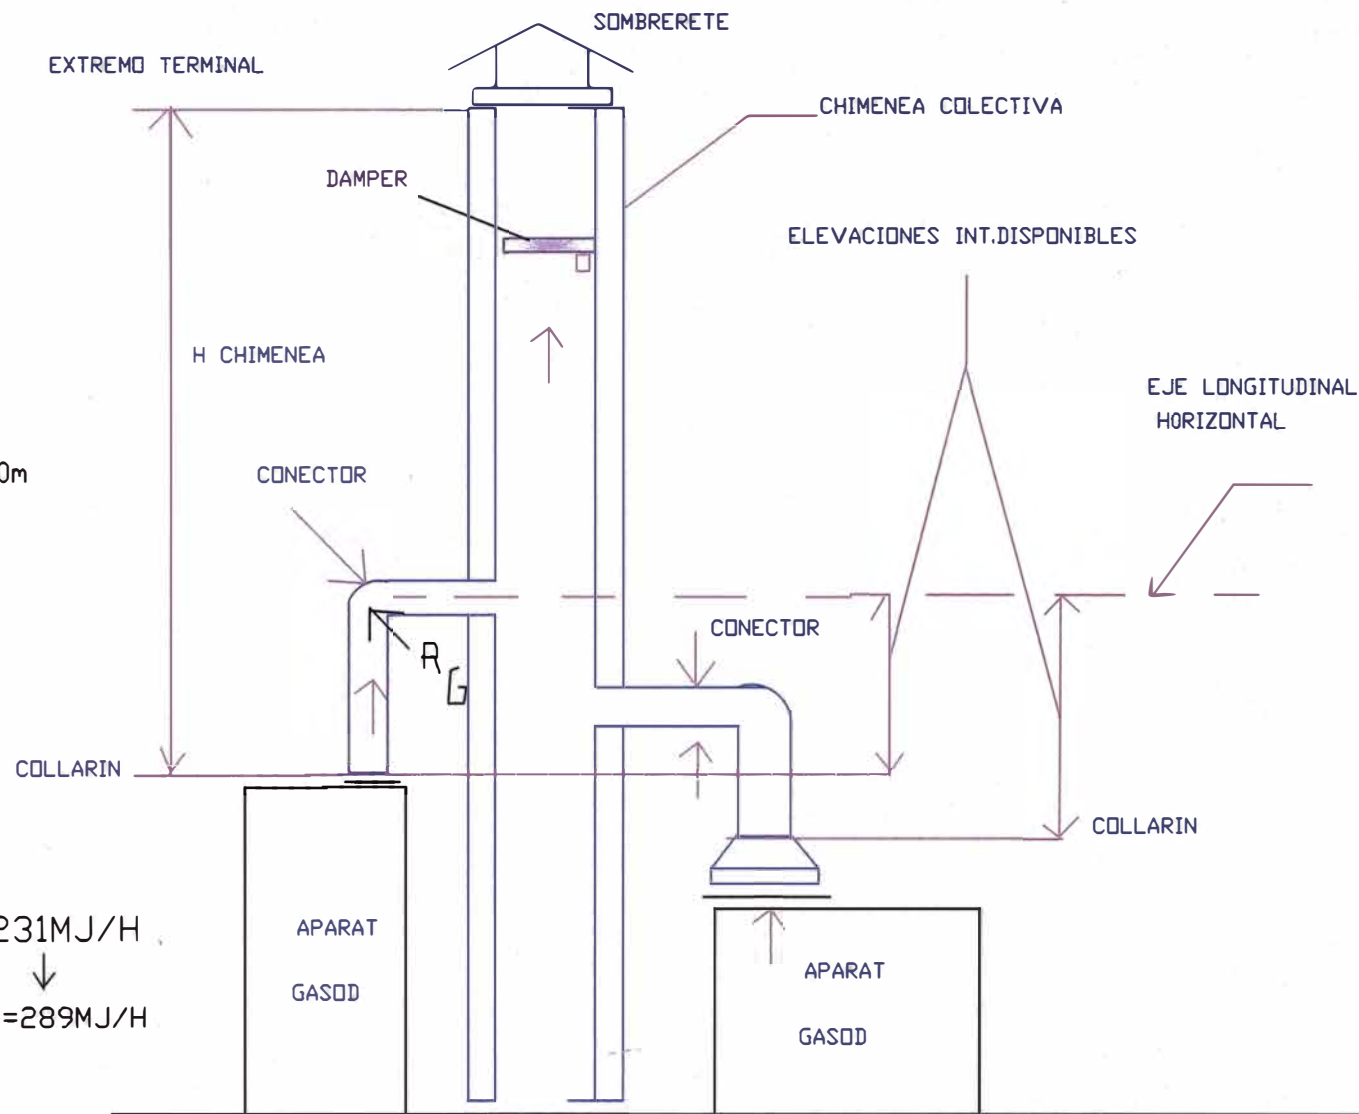 SOMBRERETE
EXTREMO TERMINAL
CHIMENEA COLECTIVA
DAMPER
ELEVACIONES INT.DISPONIBLES
H CHIMENEA
EJE LONGITUDINAL
HORIZONTAL
0m
CONECTOR
CONECTOR
R
G
COLLARIN
COLLARIN
231MJ/H
=289MJ/H
APARAT
GASOD
APARAT
GASOD